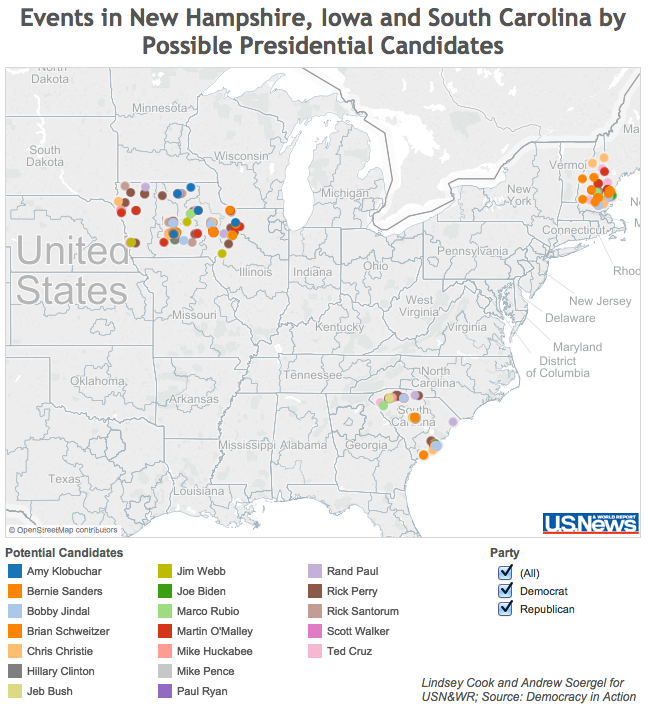 Events in New Hampshire, Iowa and South Carolina by
Possible Presidential Candidates
North
Dakota
Minnesota
Ma
Wisconsin
Vermont
South
Dakota
Michigan
New
York
N
M
Connecticut
United
States
Pennsylvania
Illinois
Indiana
Ohio
Rhod
West
Virginia
New Jersey
Missouri
Delaware
Kentucky
Virginia
Maryland
District
of Columbia
Tennessee
North
Carolina
Oklahoma
Arkansas
South
Carolina
Mississippi
Alabama
Georgia
Texas
Louisiana
© OpenStreetMap contributors
U.S.News
& WORLD REPORT
Potential Candidates
Amy Klobuchar
Bernie Sanders
Bobby Jindal
Brian Schweitzer
Chris Christie
Hillary Clinton
Jeb Bush
Jim Webb
Joe Biden
Marco Rubio
Martin O'Malley
Mike Huckabee
Mike Pence
Paul Ryan
Rand Paul
Rick Perry
Rick Santorum
Scott Walker
Ted Cruz
Party
(All)
Democrat
Republican
Lindsey Cook and Andrew Soergel for
USN&WR; Source: Democracy in Action